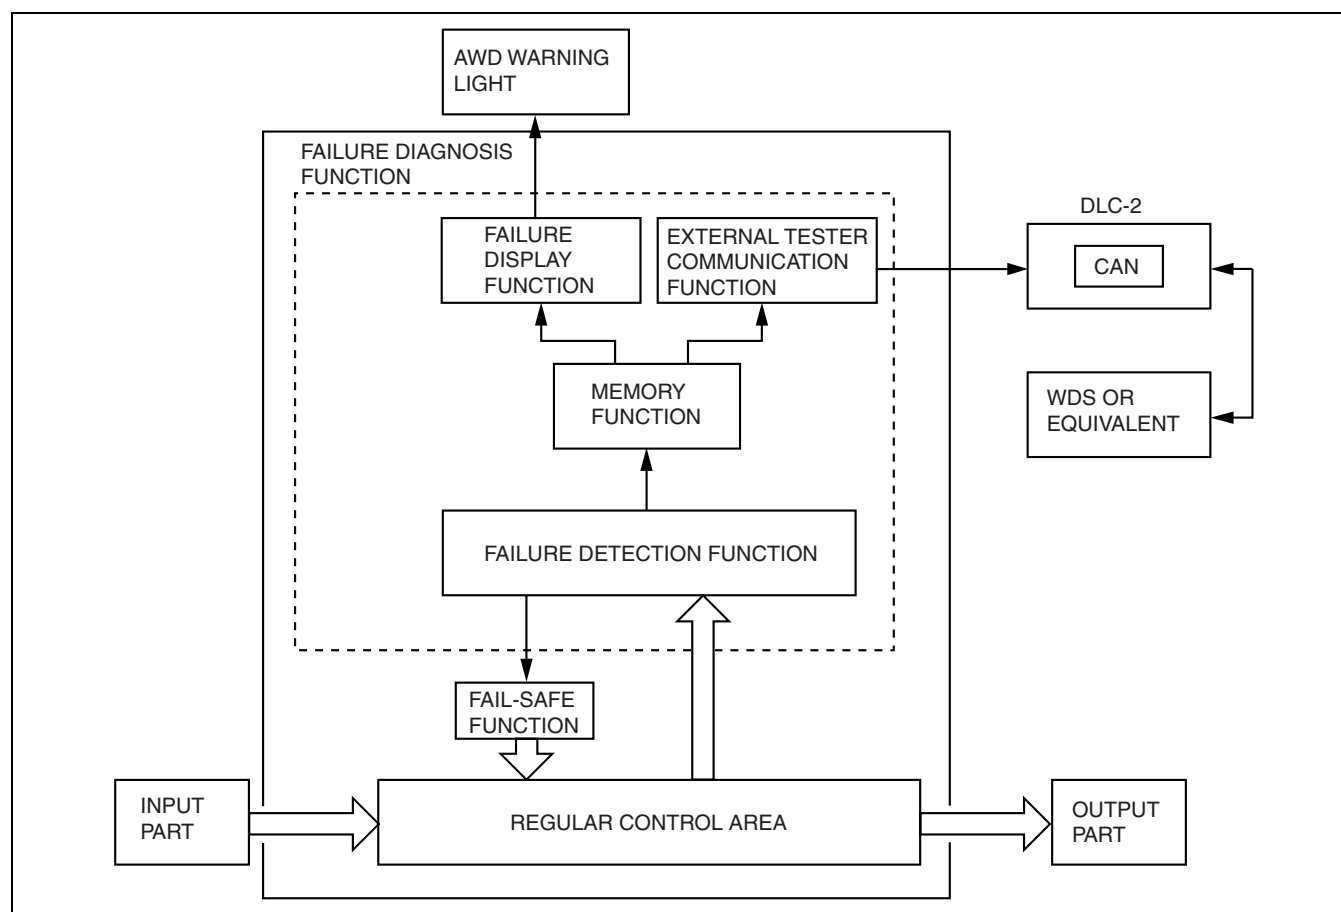 AWD WARNING
LIGHT
FAILURE DIAGNOSIS
FUNCTION
FAILURE
DISPLAY
FUNCTION
EXTERNAL TESTER
COMMUNICATION
FUNCTION
DLC-2
CAN
MEMORY
FUNCTION
WDS OR
EQUIVALENT
FAILURE DETECTION FUNCTION
FAIL-SAFE
FUNCTION
INPUT
PART
REGULAR CONTROL AREA
OUTPUT
PART